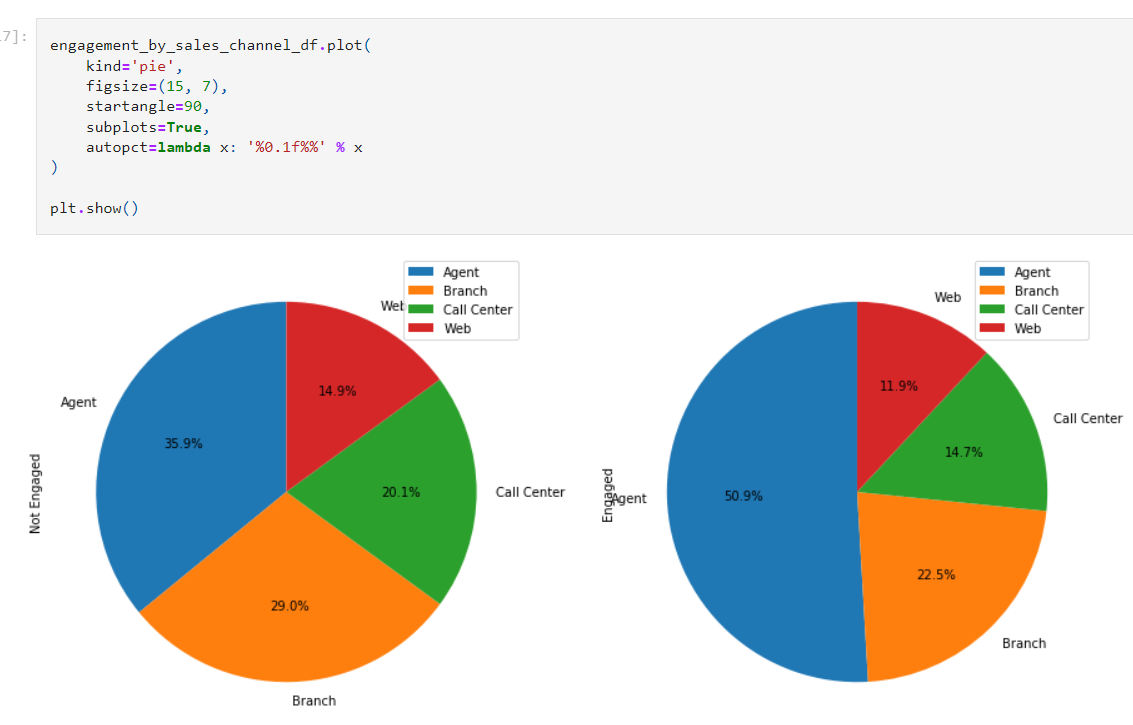 7]:
engagement_by_sales_channel_df.plot(
    kind='pie',
    figsize=(15, 7),
    startangle=90,
    subplots=True,
    autopct=lambda x: '%0.1f%%' % x
)
plt.show()
Agent
Branch
Call Center
Web
Web
14.9%
Agent
35.9%
20.1%
Call Center
Not Engaged
29.0%
Branch
Agent
Branch
Call Center
Web
Web
11.9%
Call Center
14.7%
Engaged
Agent
50.9%
22.5%
Branch